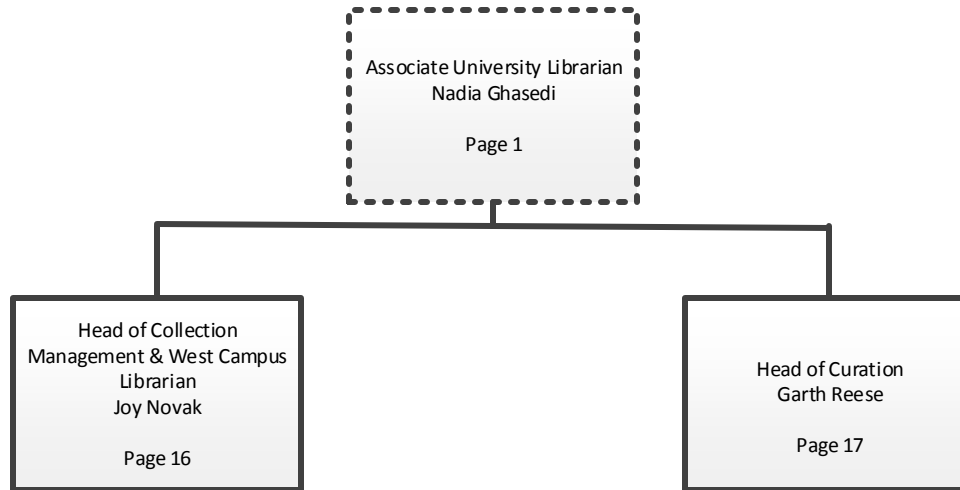 Associate University Librarian
Nadia Ghasedi
Page 1
Head of Collection
Management & West Campus
Librarian
Joy Novak
Page 16
Head of Curation
Garth Reese
Page 17